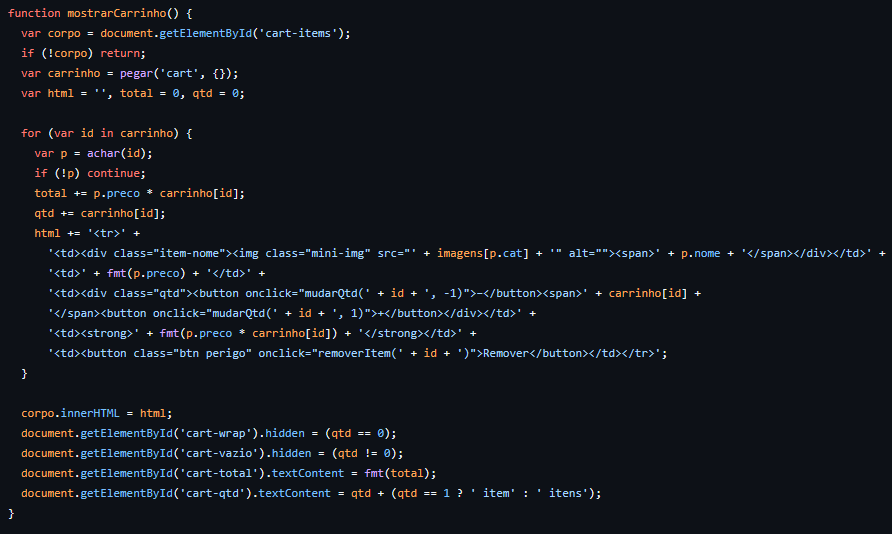 function mostrarCarrinho() {
  var corpo = document.getElementById('cart-items');
  if (!corpo) return;
  var carrinho = pegar('cart', {});
  var html = '', total = 0, qtd = 0;

  for (var id in carrinho) {
    var p = achar(id);
    if (!p) continue;
    total += p.preco * carrinho[id];
    qtd += carrinho[id];
    html += '<tr>' +
      '<td><div class="item-nome"><img class="mini-img" src="' + imagens[p.cat] + '" alt=""><span>' + p.nome + '</span></div></td>' +
      '<td>' + fmt(p.preco) + '</td>' +
      '<td><div class="qtd"><button onclick="mudarQtd(' + id + ', -1)">−</button><span>' + carrinho[id] +
      '</span><button onclick="mudarQtd(' + id + ', 1)">+</button></div></td>' +
      '<td><strong>' + fmt(p.preco * carrinho[id]) + '</strong></td>' +
      '<td><button class="btn perigo" onclick="removerItem(' + id + ')">Remover</button></td></tr>';
  }

  corpo.innerHTML = html;
  document.getElementById('cart-wrap').hidden = (qtd == 0);
  document.getElementById('cart-vazio').hidden = (qtd != 0);
  document.getElementById('cart-total').textContent = fmt(total);
  document.getElementById('cart-qtd').textContent = qtd + (qtd == 1 ? ' item' : ' itens');
}